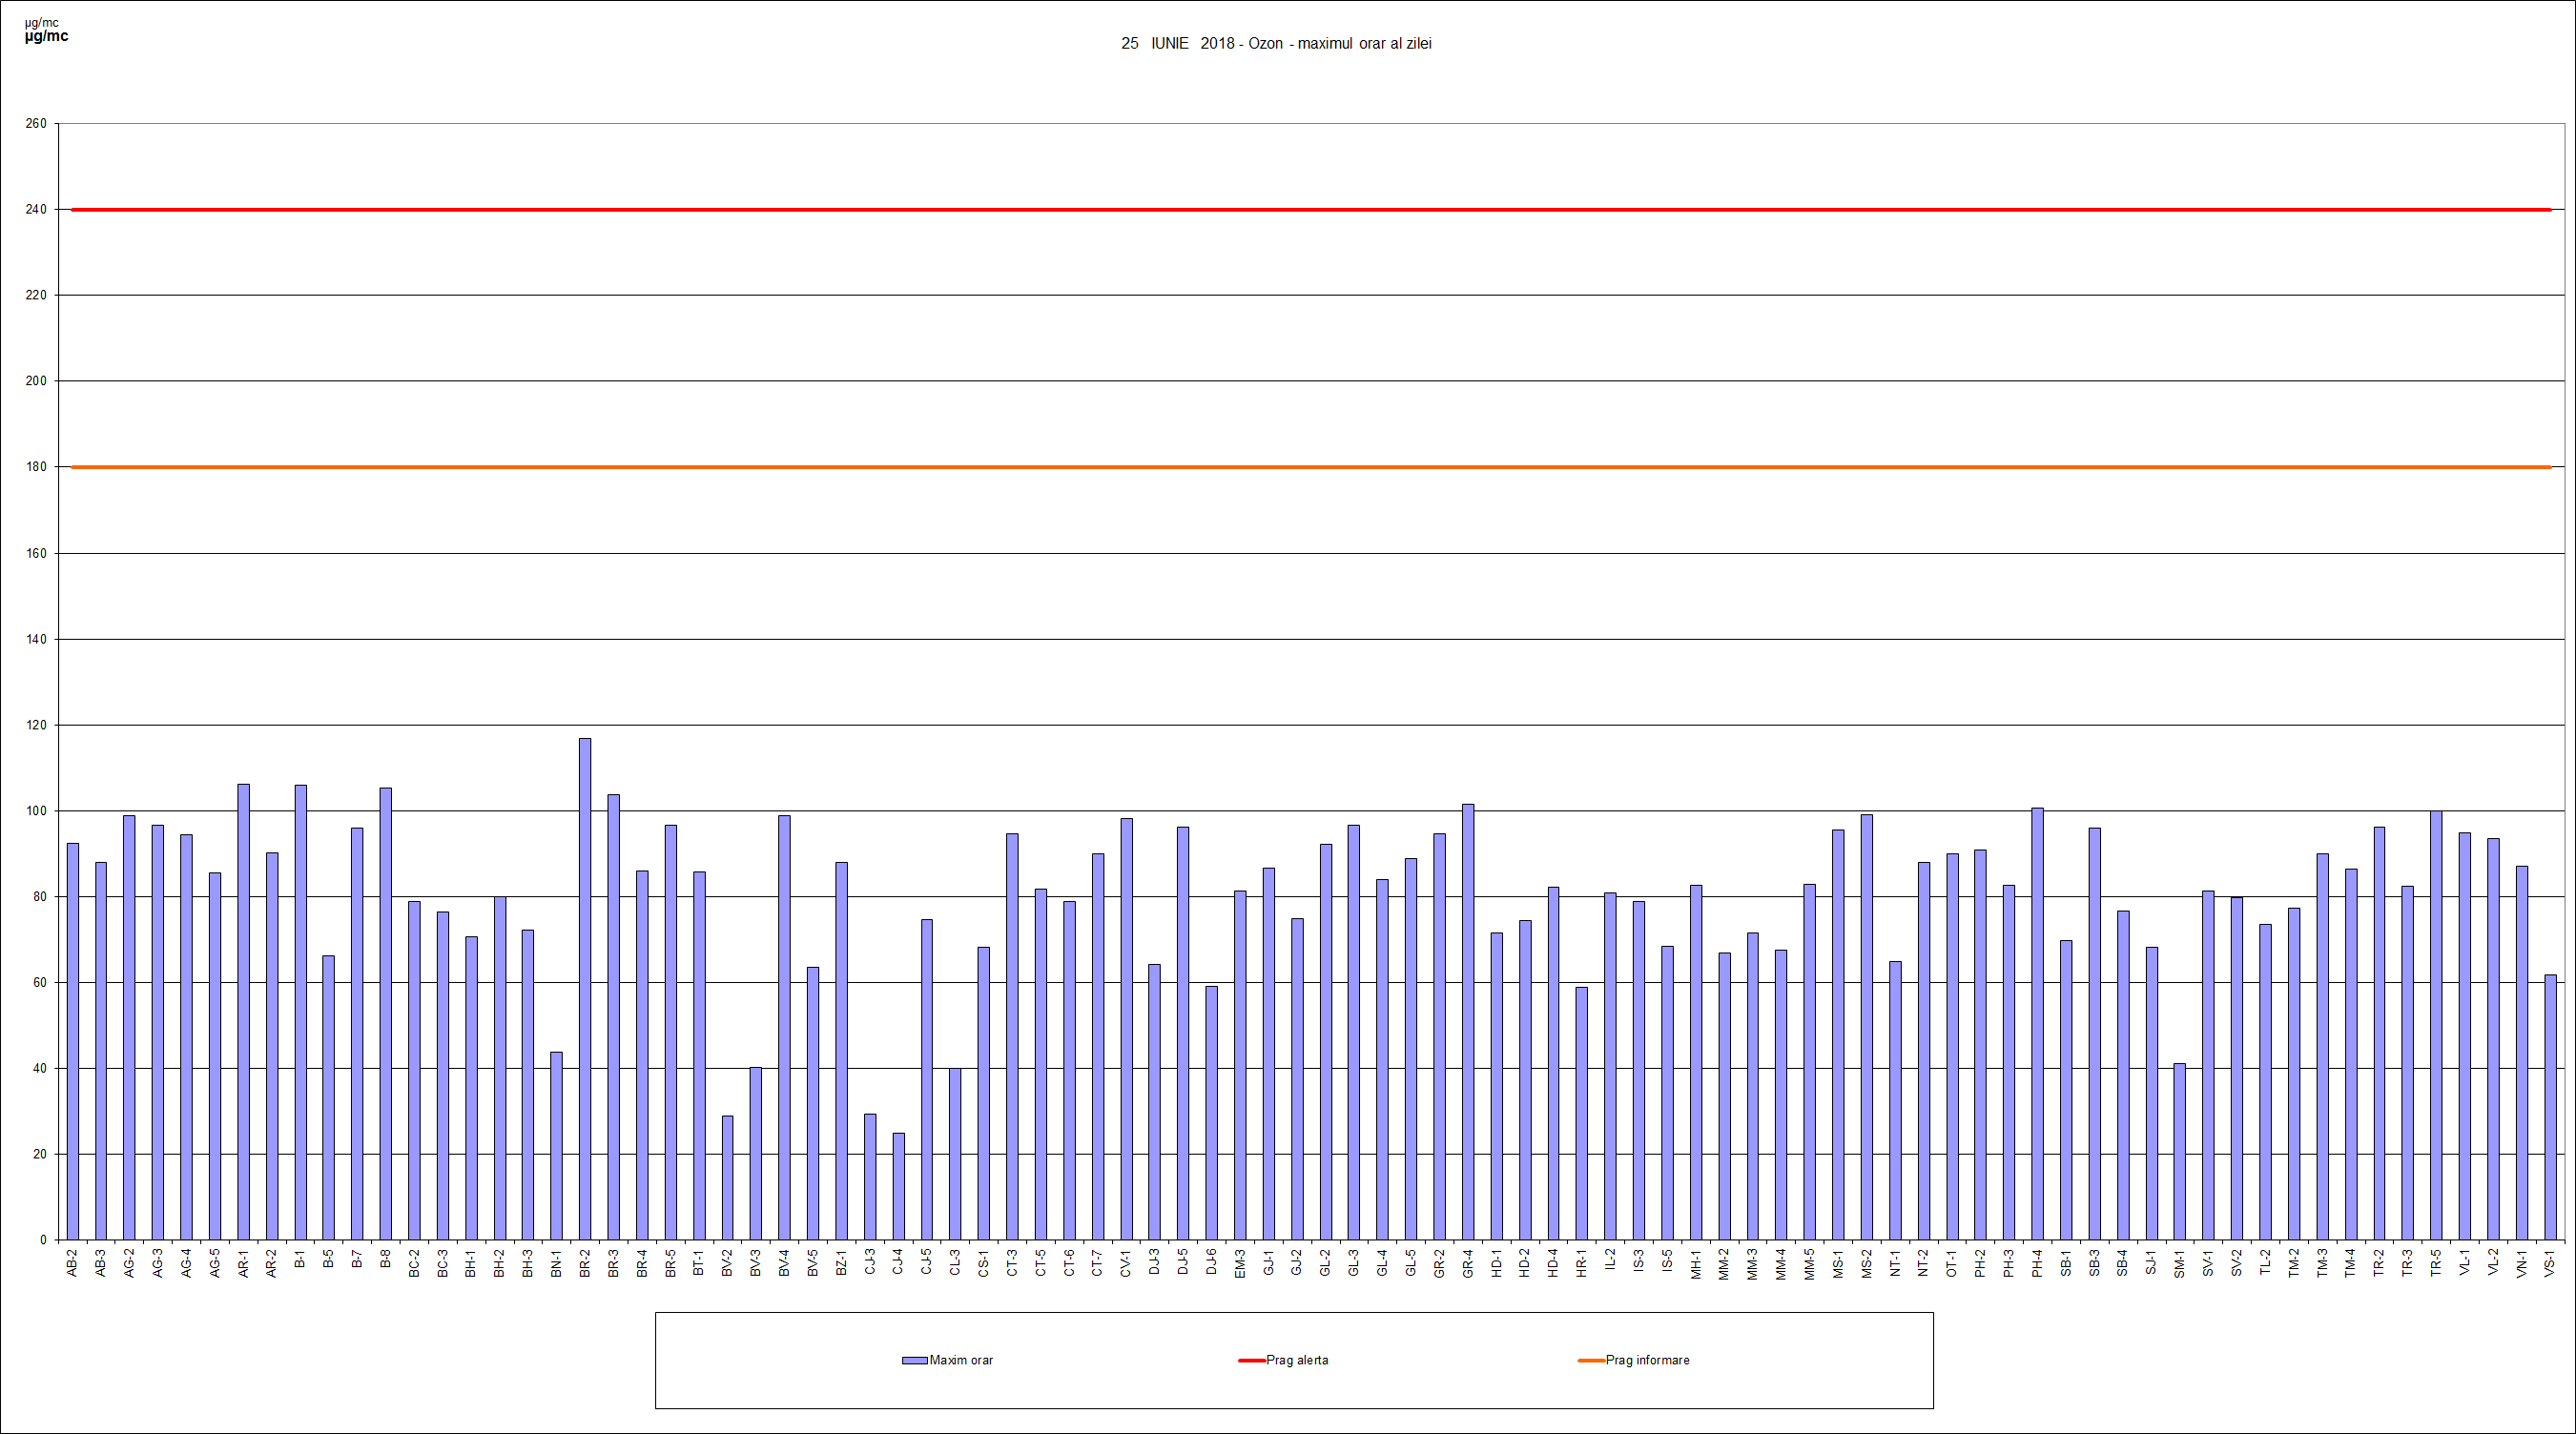 µg/mc
µg/mc
25 IUNIE 2018 - Ozon - maximul orar al zilei
260
240
220
200
180
160
140
120
100
80
60
40
20
0
AB-2 AB-3 AG-2 AG-3 AG-4 AG-5 AR-1 AR-2 B-1 B-5 B-7 B-8 BC-2 BC-3 BH-1 BH-2 BH-3 BN-1 BR-2 BR-3 BR-4 BR-5 BT-1 BV-2 BV-3 BV-4 BV-5 BZ-1 CJ-3 CJ-4 CJ-5 CL-3 CS-1 CT-3 CT-5 CT-6 CT-7 CV-1 DJ-3 DJ-5 DJ-6 EM-3 GJ-1 GJ-2 GL-2 GL-3 GL-4 GL-5 GR-2 GR-4 HD-1 HD-2 HD-4 HR-1 IL-2 IS-3 IS-5 MH-1 MM-2 MM-3 MM-4 MM-5 MS-1 MS-2 NT-1 NT-2 OT-1 PH-2 PH-3 PH-4 SB-1 SB-3 SB-4 SJ-1 SM-1 SV-1 SV-2 TL-2 TM-2 TM-3 TM-4 TR-2 TR-3 TR-5 VL-1 VL-2 VN-1 VS-1
Maxim orar Prag alerta Prag informare